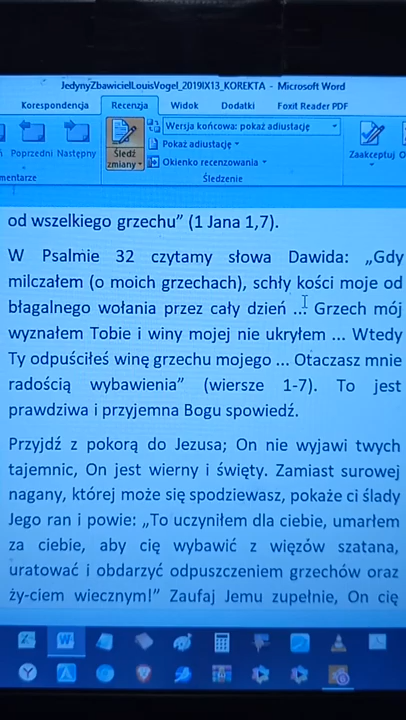 JedynyZbawicielLouisVogel_2019IX13_KOREKTA - Microsoft Word
Korespondencja Recenzja Widok Dodatki Foxit Reader PDF
Wersja końcowa: pokaż adiustację
Poprzedni Następny Śledź zmiany Pokaż adiustację Zaakceptuj
Okienko recenzowania
mentarze Śledzenie
od wszelkiego grzechu” (1 Jana 1,7).
W Psalmie 32 czytamy słowa Dawida: „Gdy
milczałem (o moich grzechach), schły kości moje od
błagalnego wołania przez cały dzień ... Grzech mój
wyznałem Tobie i winy mojej nie ukryłem ... Wtedy
Ty odpuściłeś winę grzechu mojego ... Otaczasz mnie
radością wybawienia” (wiersze 1-7). To jest
prawdziwa i przyjemna Bogu spowiedź.
Przyjdź z pokorą do Jezusa; On nie wyjawi twych
tajemnic, On jest wierny i święty. Zamiast surowej
nagany, której może się spodziewasz, pokaże ci ślady
Jego ran i powie: „To uczyniłem dla ciebie, umarłem
za ciebie, aby cię wybawić z więzów szatana,
uratować i obdarzyć odpuszczeniem grzechów oraz
ży-ciem wiecznym!” Zaufaj Jemu zupełnie, On cię